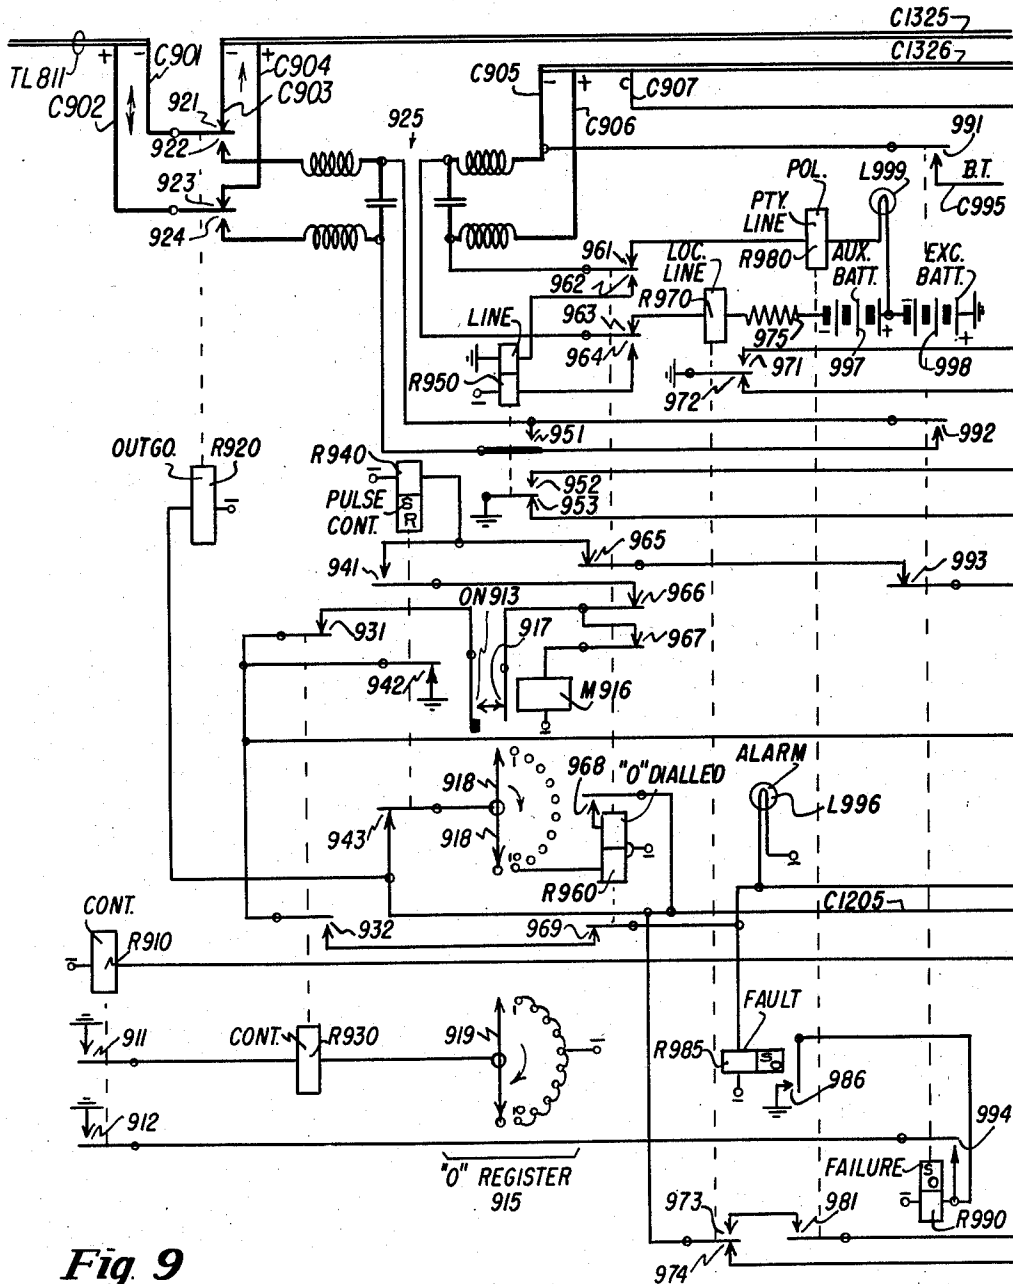 C1325
C1326
TL811
+
-
C901
-
+
C904
C903
C902
921
922
923
924
925
C905
-
+
C
C907
C906
991
B.T.
C995
POL.
L999
PTY.
LINE
R980
LOC.
LINE
R970
AUX.
BATT.
EXC.
BATT.
961
962
963
964
LINE
R950
975
-
+
997
-
+
998
971
972
951
992
OUTGO.
R920
R940
PULSE
CONT.
S
R
952
953
941
965
993
966
967
931
ON 913
917
942
M916
918
918
1
10
943
968
"O" DIALLED
R960
ALARM
L996
C1205
CONT.
R910
932
969
911
CONT.
R930
919
1
10
FAULT
R985
S
O
986
912
994
FAILURE
S
O
R990
"O" REGISTER
915
973
974
981
Fig. 9